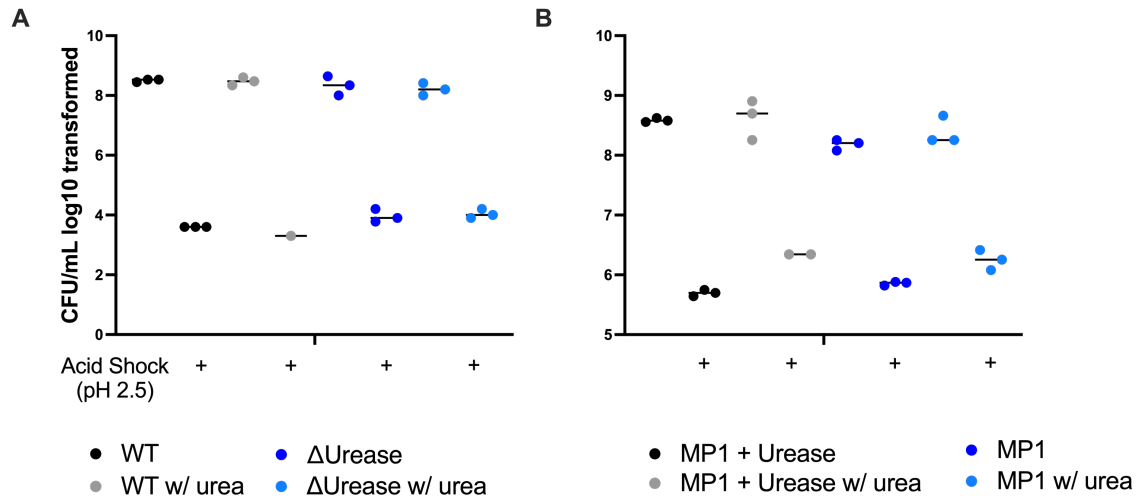 A
B
CFU/mL log10 transformed
10
8
6
4
2
0
10
9
8
7
6
5
Acid Shock
(pH 2.5)
+ + + +
+ + + +
WT
ΔUrease
WT w/ urea
ΔUrease w/ urea
MP1 + Urease
MP1
MP1 + Urease w/ urea
MP1 w/ urea